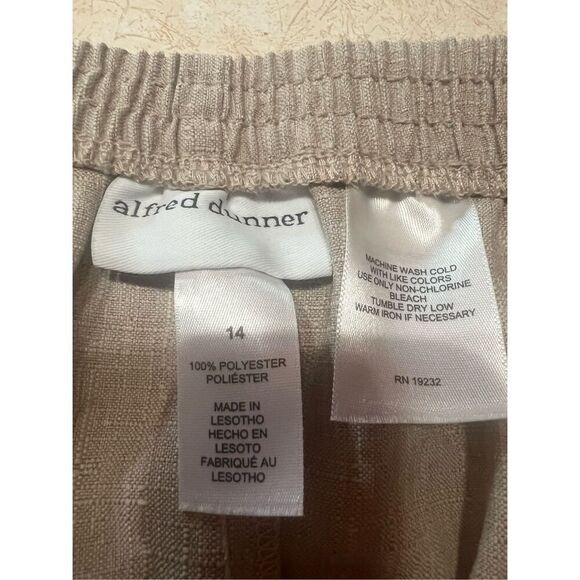 alfred dunner
14
100% POLYESTER
POLIÉSTER
MADE IN
LESOTHO
HECHO EN
LESOTO
FABRIQUÉ AU
LESOTHO
MACHINE WASH COLD
WITH LIKE COLORS
USE ONLY NON-CHLORINE
BLEACH
TUMBLE DRY LOW
WARM IRON IF NECESSARY
RN 19232